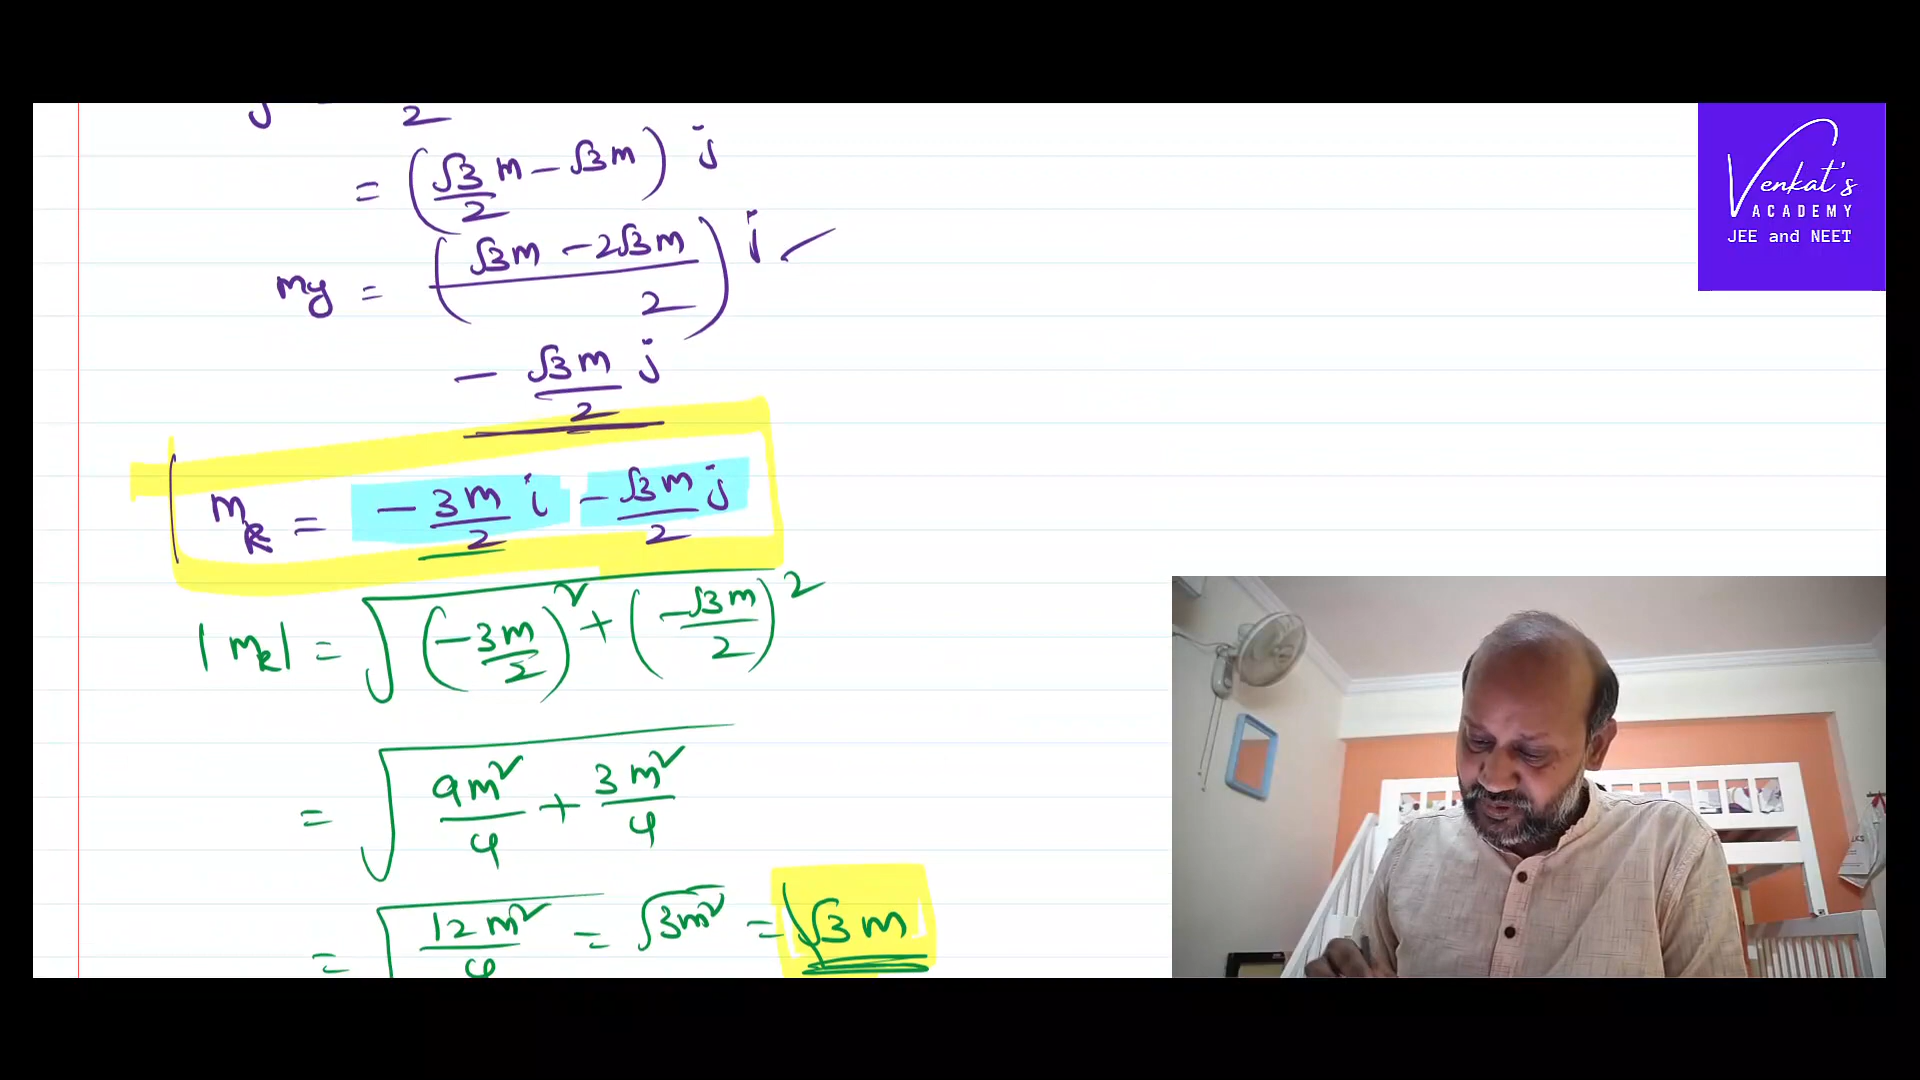 2
= (√3/2 m − √3m) j
my = (√3m − 2√3m / 2) j
− √3m/2 j
mR = − 3m/2 i − √3m/2 j
|mR| = √((−3m/2)² + (−√3m/2)²)
= √(9m²/4 + 3m²/4)
= √(12m²/4) = √3m² = √3 m
Venkat's
ACADEMY
JEE and NEET